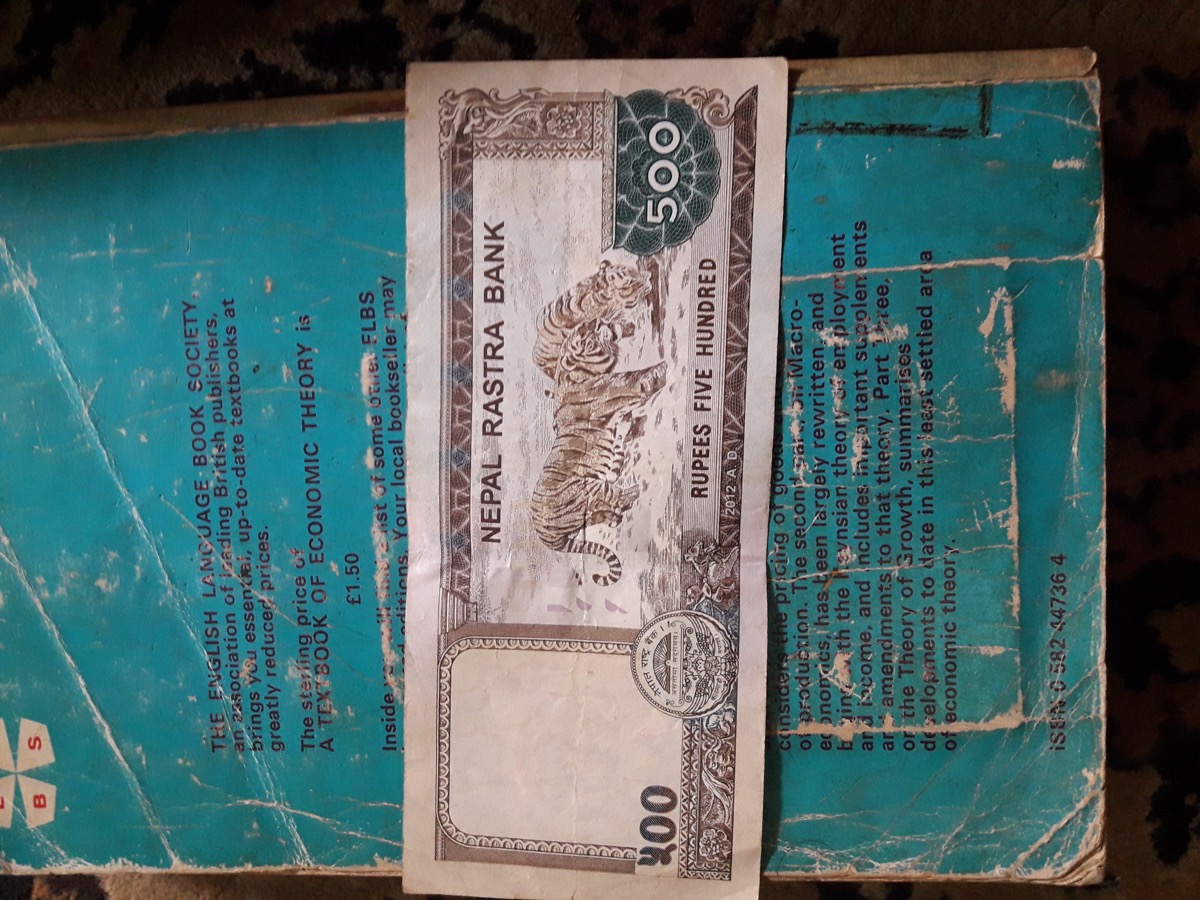 B S
THE ENGLISH LANGUAGE BOOK SOCIETY,
an association of leading British publishers,
brings you essential, up-to-date textbooks at
greatly reduced prices.
The sterling price of
A TEXTBOOK OF ECONOMIC THEORY is
£1.50
Inside you will find a list of some other ELBS
editions. Your local bookseller may
NEPAL RASTRA BANK
५00
500
नेपाल राष्ट्र बैंक
RUPEES FIVE HUNDRED
2012 A.D.
considers the pricing of goods and
of production. The second part, on Macro-
economics, has been largely rewritten, and
begins with the Keynsian theory of employment
and income, and includes important supplements
and amendments to that theory. Part Three,
on the Theory of Growth, summarises
developments to date in this least settled area
of economic theory.
ISBN 0 582 44736 4